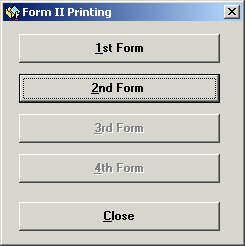 Form II Printing
1st Form
2nd Form
3rd Form
4th Form
Close